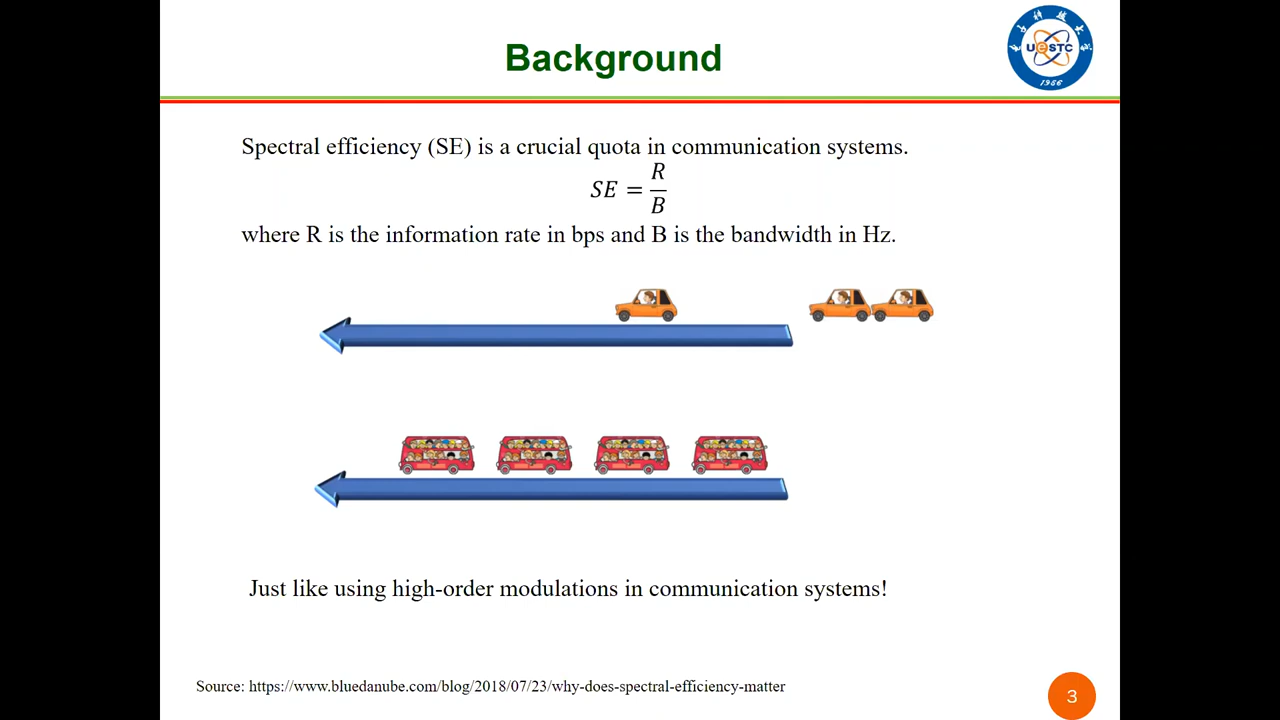 Background
UeSTC
1956
Spectral efficiency (SE) is a crucial quota in communication systems.
SE = R/B
where R is the information rate in bps and B is the bandwidth in Hz.
Just like using high-order modulations in communication systems!
Source: https://www.bluedanube.com/blog/2018/07/23/why-does-spectral-efficiency-matter
3